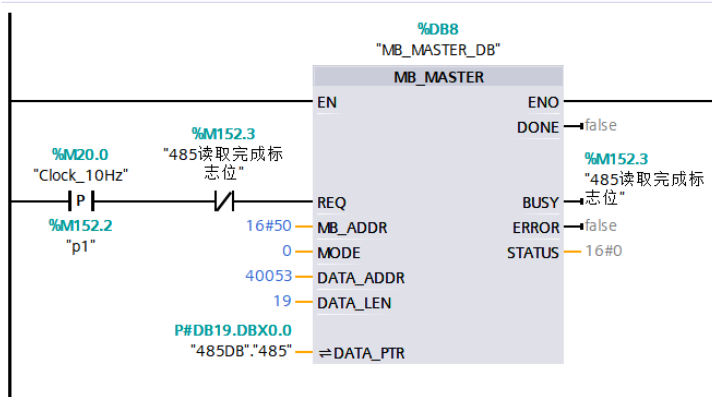 %DB8
"MB_MASTER_DB"
MB_MASTER
EN
ENO
DONE
false
%M20.0
"Clock_10Hz"
P
%M152.2
"p1"
%M152.3
"485读取完成标
志位"
REQ
BUSY
%M152.3
"485读取完成标
志位"
16#50
MB_ADDR
ERROR
false
0
MODE
STATUS
16#0
40053
DATA_ADDR
19
DATA_LEN
P#DB19.DBX0.0
"485DB"."485"
DATA_PTR